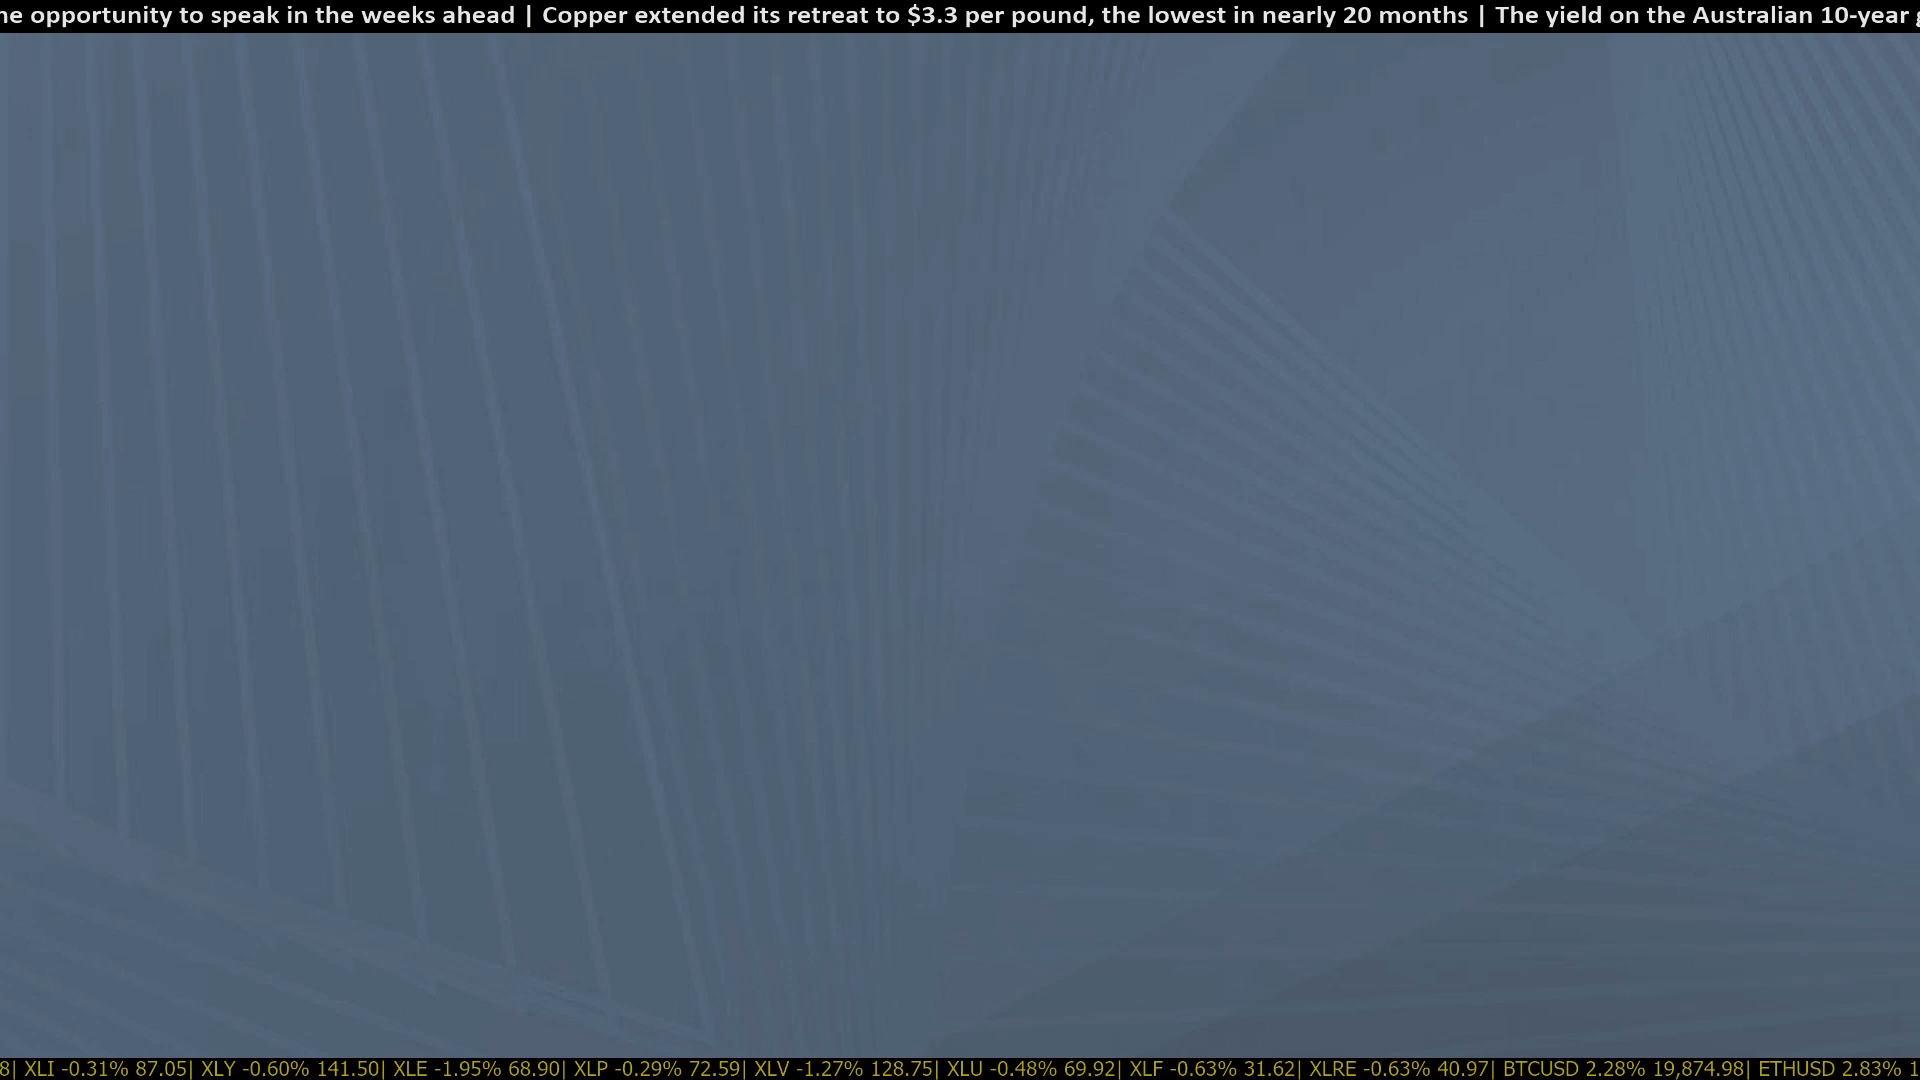 he opportunity to speak in the weeks ahead | Copper extended its retreat to $3.3 per pound, the lowest in nearly 20 months | The yield on the Australian 10-year
8| XLI -0.31% 87.05| XLY -0.60% 141.50| XLE -1.95% 68.90| XLP -0.29% 72.59| XLV -1.27% 128.75| XLU -0.48% 69.92| XLF -0.63% 31.62| XLRE -0.63% 40.97| BTCUSD 2.28% 19,874.98| ETHUSD 2.83% 1